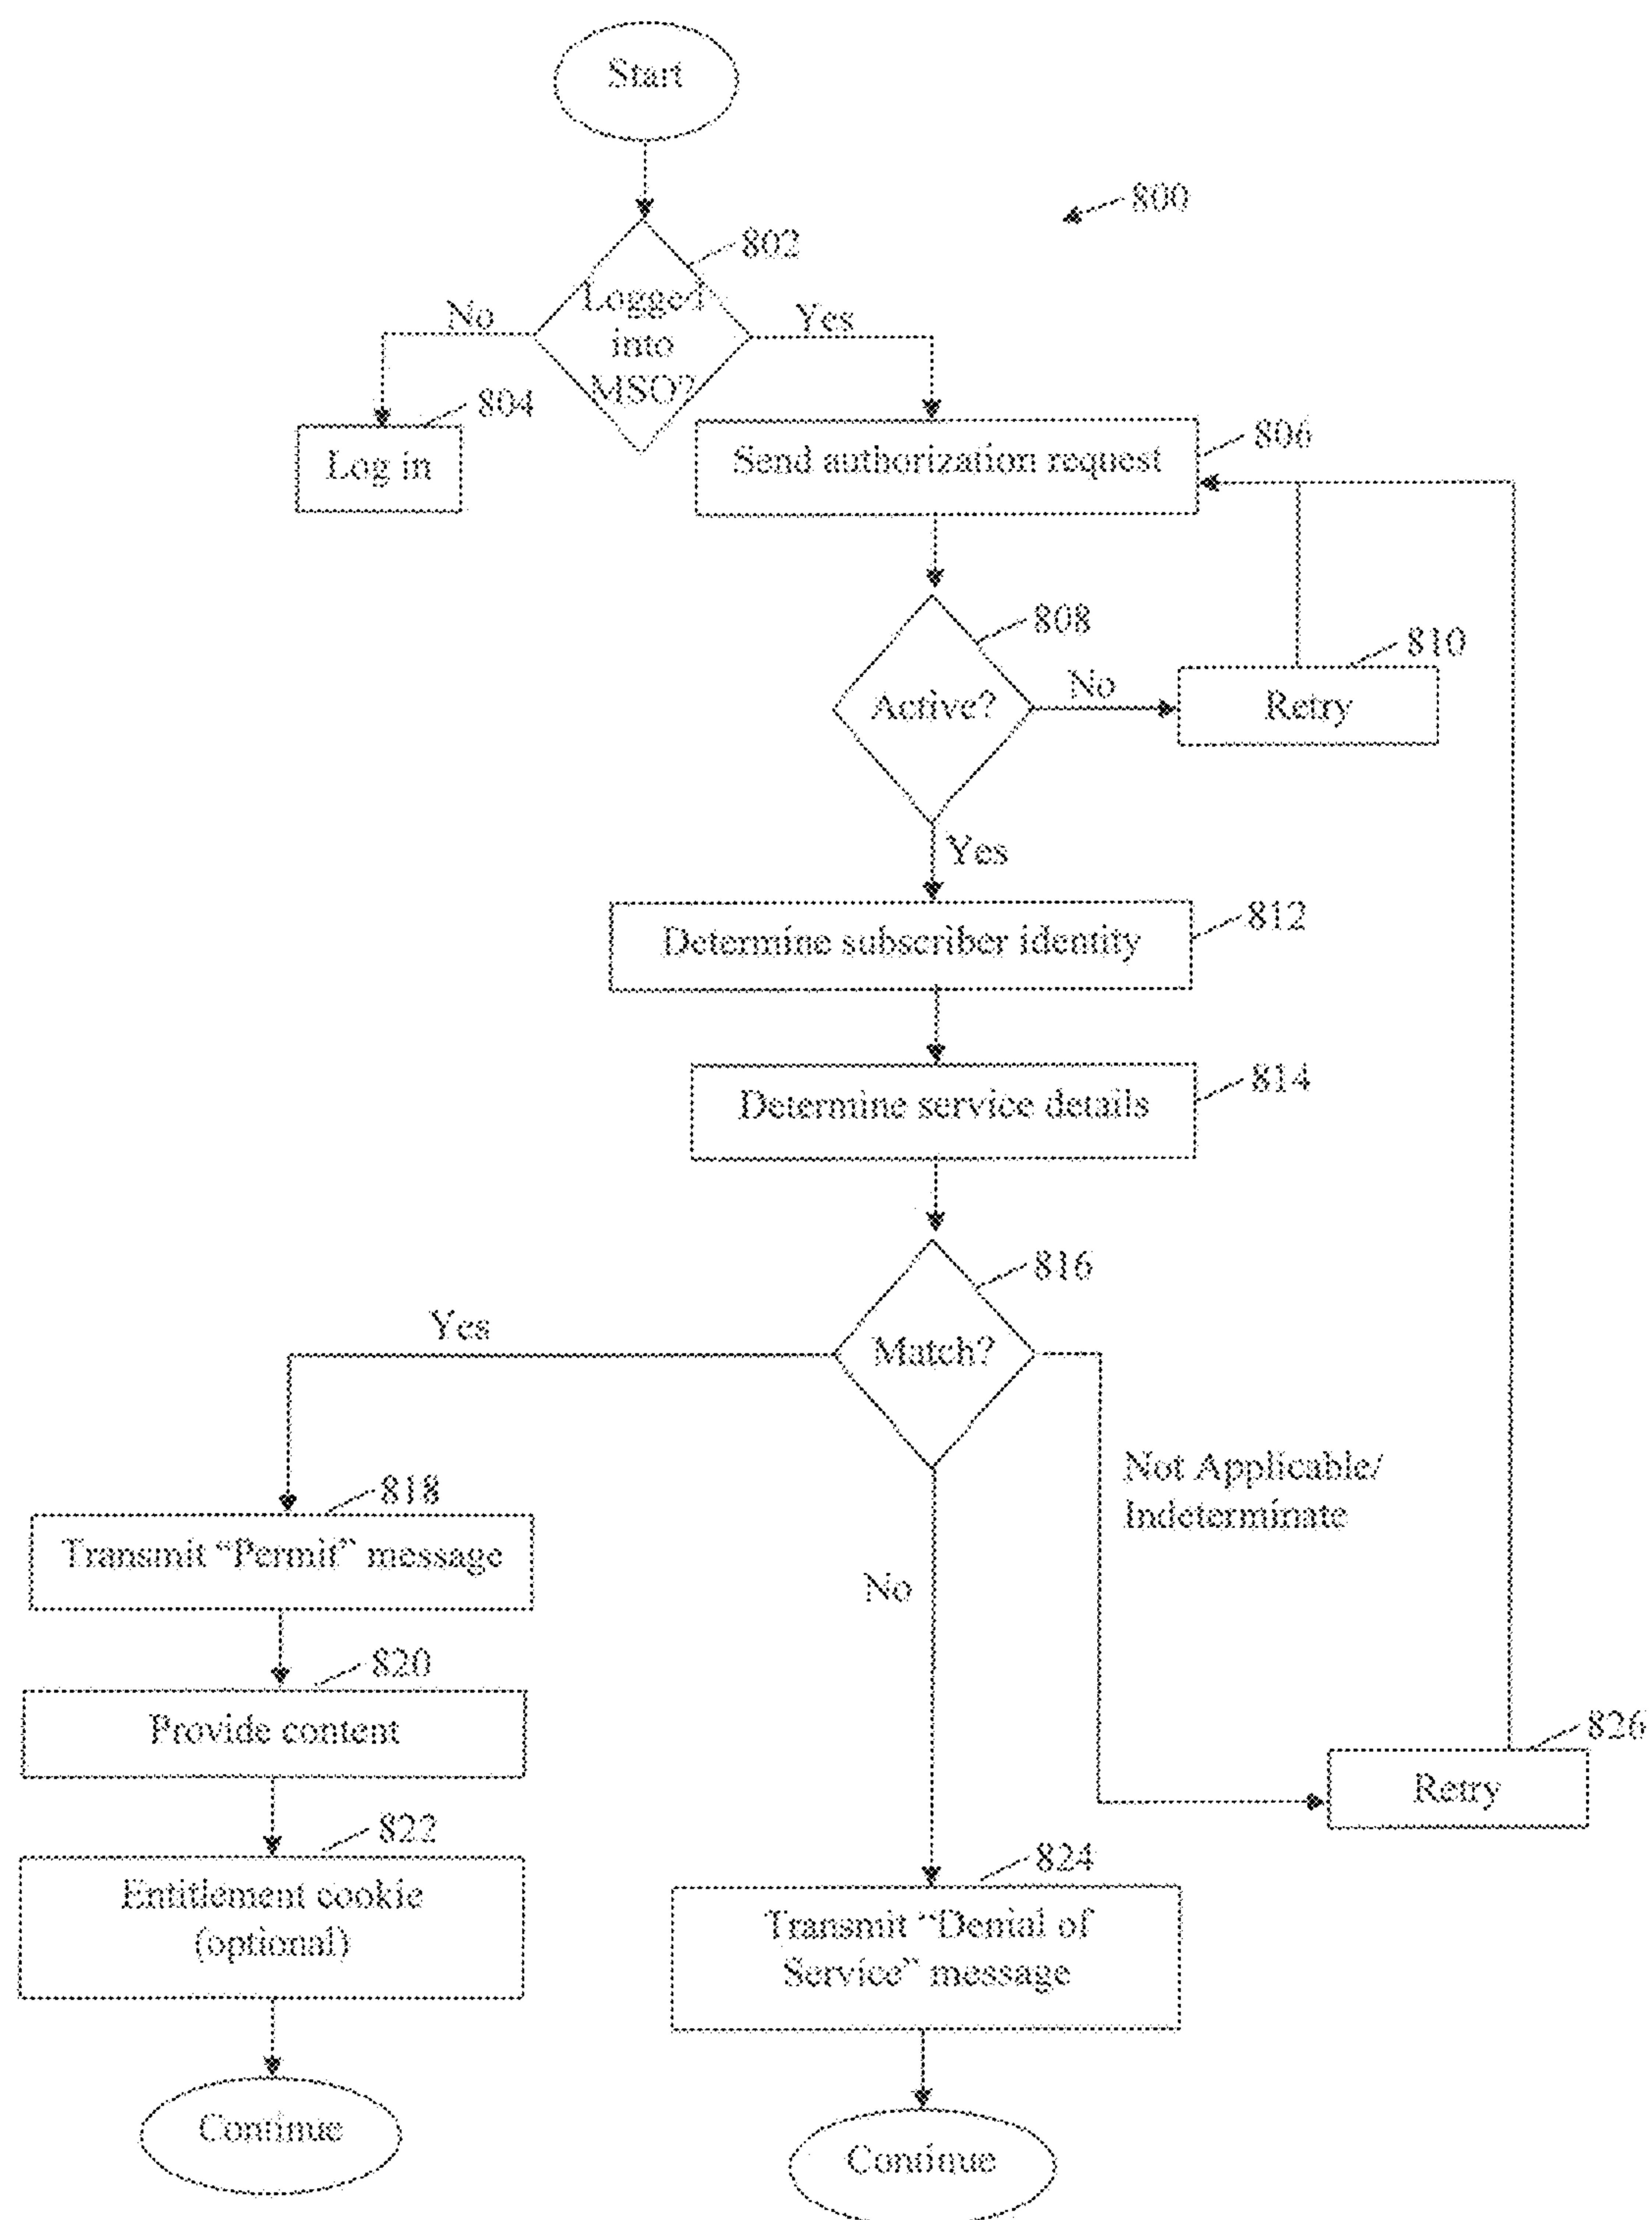 Start
800
802
Logged
into
MSO?
No
Yes
804
Log in
806
Send authorization request
808
Active?
No
810
Retry
Yes
812
Determine subscriber identity
814
Determine service details
816
Match?
Yes
Not Applicable/
Indeterminate
No
818
Transmit “Permit” message
820
Provide content
826
Retry
822
Entitlement cookie
(optional)
824
Transmit “Denial of
Service” message
Continue
Continue